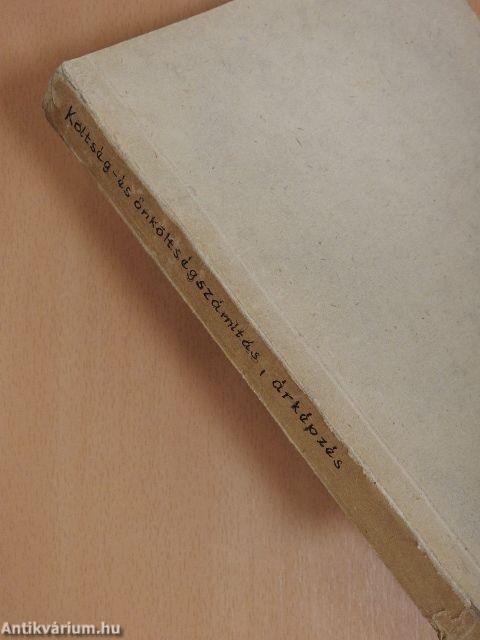 Költség-és önköltségszámítás, árképzés
Antikvárium.hu